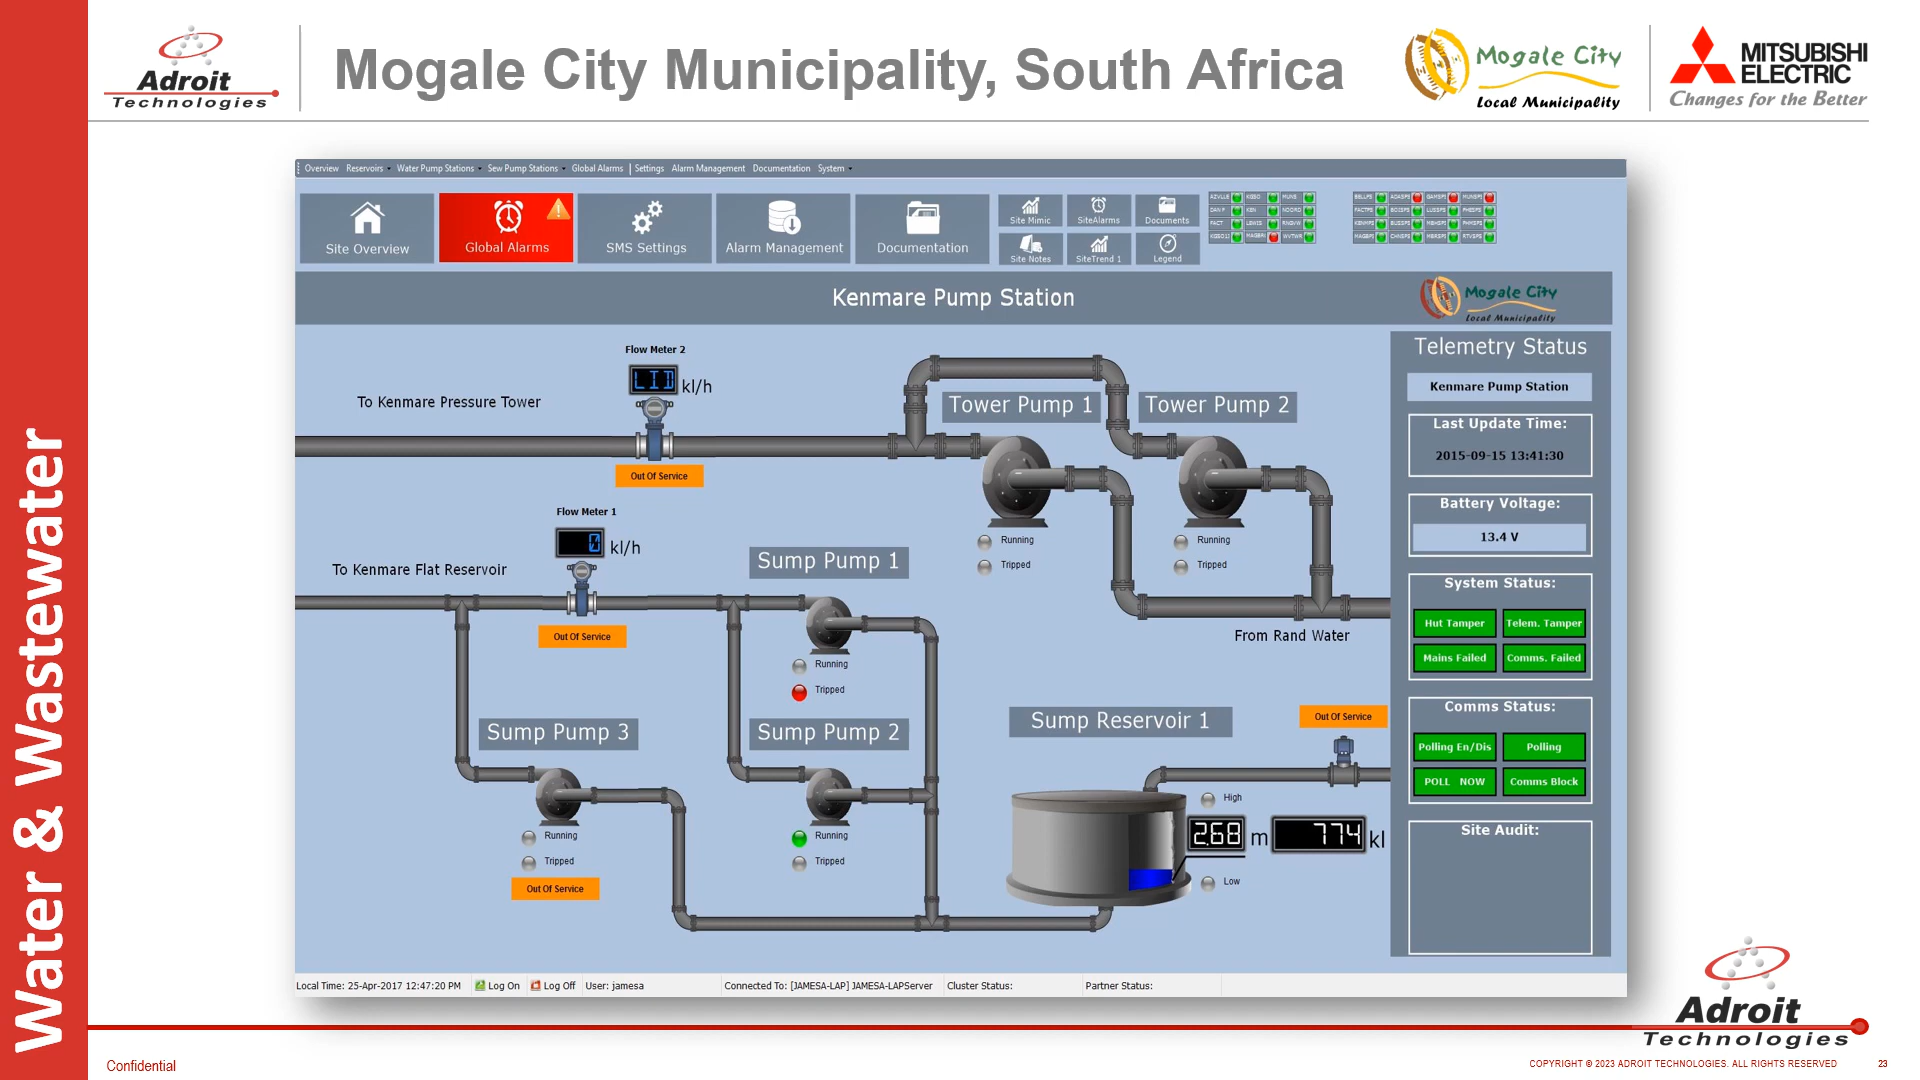 Adroit
Technologies
Mogale City Municipality, South Africa
Mogale City
Local Municipality
MITSUBISHI
ELECTRIC
Changes for the Better
Water & Wastewater
Overview Reservoirs Water Pump Stations Sew Pump Stations Global Alarms Settings Alarm Management Documentation System
Site Overview
Global Alarms
SMS Settings
Alarm Management
Documentation
Site Mimic
SiteAlarms
Documents
Site Notes
SiteTrend 1
Legend
Kenmare Pump Station
Mogale City
Local Municipality
Flow Meter 2
kl/h
To Kenmare Pressure Tower
Out Of Service
Tower Pump 1
Tower Pump 2
Running
Tripped
Running
Tripped
Flow Meter 1
0 kl/h
To Kenmare Flat Reservoir
Out Of Service
Sump Pump 1
Running
Tripped
From Rand Water
Sump Pump 3
Running
Tripped
Out Of Service
Sump Pump 2
Running
Tripped
Sump Reservoir 1
Out Of Service
High
2.68 m 774 kl
Low
Telemetry Status
Kenmare Pump Station
Last Update Time:
2015-09-15 13:41:30
Battery Voltage:
13.4 V
System Status:
Hut Tamper Telem. Tamper
Mains Failed Comms. Failed
Comms Status:
Polling En/Dis Polling
POLL NOW Comms Block
Site Audit:
Local Time: 25-Apr-2017 12:47:20 PM Log On Log Off User: jamesa Connected To: [JAMESA-LAP] JAMESA-LAPServer Cluster Status: Partner Status:
Adroit
Technologies
Confidential
COPYRIGHT © 2023 ADROIT TECHNOLOGIES. ALL RIGHTS RESERVED 23